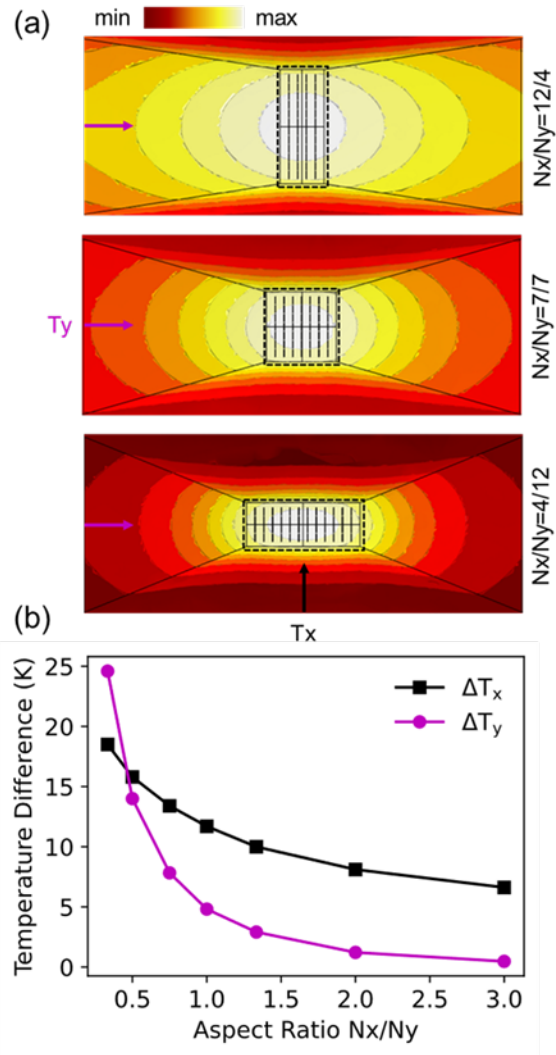 (a)
min max
Nx/Ny=12/4
Ty
Nx/Ny=7/7
Nx/Ny=4/12
Tx
(b)
Temperature Difference (K)
25
20
15
10
5
0
ΔTₓ
ΔTᵧ
0.5 1.0 1.5 2.0 2.5 3.0
Aspect Ratio Nx/Ny